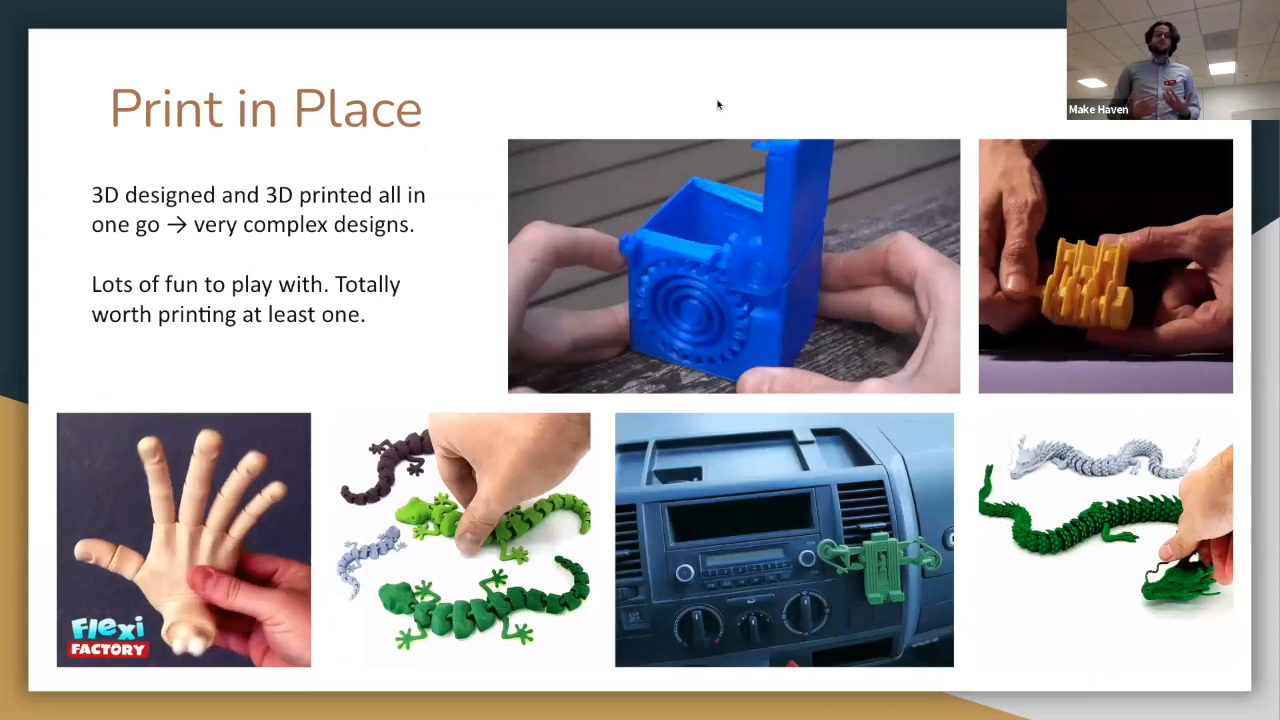 Print in Place
Make Haven
3D designed and 3D printed all in
one go → very complex designs.
Lots of fun to play with. Totally
worth printing at least one.
Flexi
FACTORY